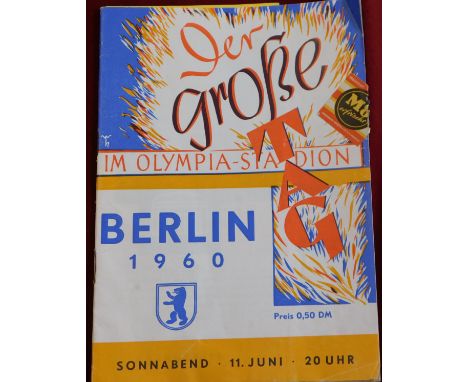 Der
große
TAG
IM OLYMPIA-STADION
BERLIN
1960
Preis 0,50 DM
SONNABEND · 11. JUNI · 20 UHR